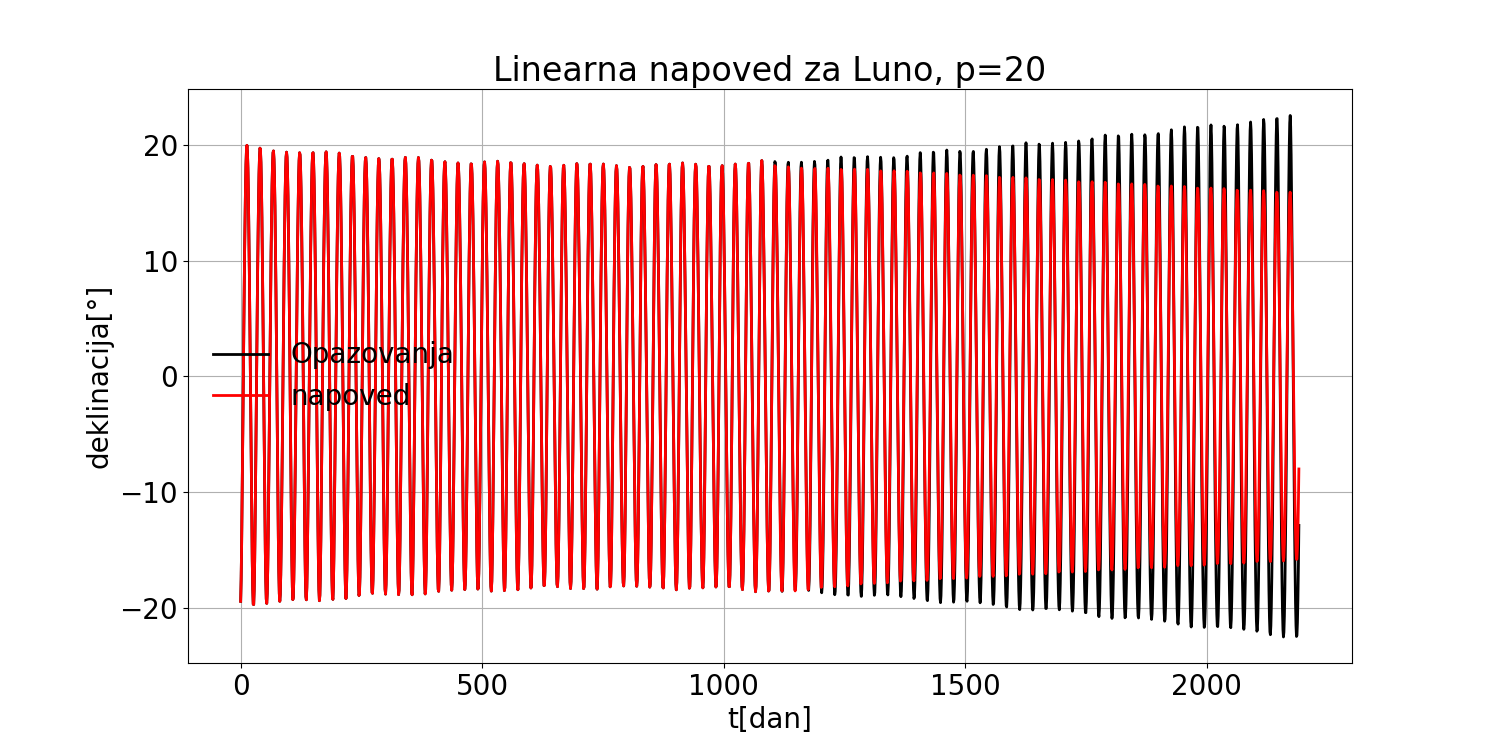 Linearna napoved za Luno, p=20
deklinacija[°]
20
10
0
−10
−20
Opazovanja
napoved
0 500 1000 1500 2000
t[dan]